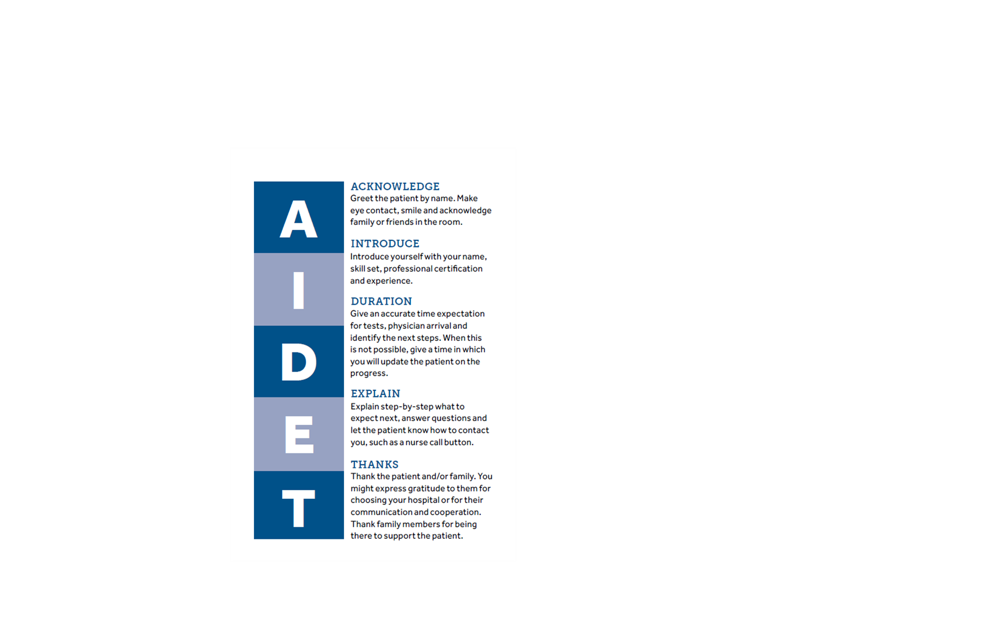 A
ACKNOWLEDGE
Greet the patient by name. Make
eye contact, smile and acknowledge
family or friends in the room.
I
INTRODUCE
Introduce yourself with your name,
skill set, professional certification
and experience.
D
DURATION
Give an accurate time expectation
for tests, physician arrival and
identify the next steps. When this
is not possible, give a time in which
you will update the patient on the
progress.
E
EXPLAIN
Explain step-by-step what to
expect next, answer questions and
let the patient know how to contact
you, such as a nurse call button.
T
THANKS
Thank the patient and/or family. You
might express gratitude to them for
choosing your hospital or for their
communication and cooperation.
Thank family members for being
there to support the patient.